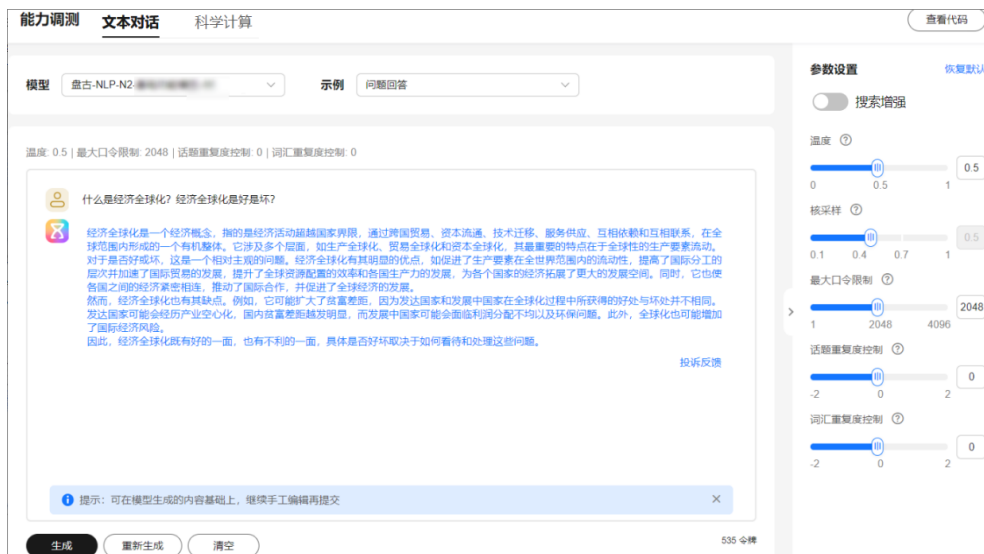 能力调测 文本对话 科学计算 查看代码
模型 盘古-NLP-N2- 示例 问题回答
参数设置 恢复默认
搜索增强
温度: 0.5 | 最大口令限制: 2048 | 话题重复度控制: 0 | 词汇重复度控制: 0
什么是经济全球化？经济全球化是好是坏?
经济全球化是一个经济概念，指的是经济活动超越国家界限，通过跨国贸易、资本流通、技术迁移、服务供应、互相依赖和互相联系，在全
球范围内形成的一个有机整体。它涉及多个层面，如生产全球化、贸易全球化和资本全球化，其最重要的特点在于全球性的生产要素流动。
对于是否好或坏，这是一个相对主观的问题。经济全球化有其明显的优点，如促进了生产要素在全世界范围内的流动性，提高了国际分工的
层次并加速了国际贸易的发展，提升了全球资源配置的效率和各国生产力的发展，为各个国家的经济拓展了更大的发展空间。同时，它也使
各国之间的经济紧密相连，推动了国际合作，并促进了全球经济的发展。
然而，经济全球化也有其缺点。例如，它可能扩大了贫富差距，因为发达国家和发展中国家在全球化过程中所获得的好处与坏处并不相同。
发达国家可能会经历产业空心化，国内贫富差距越发明显，而发展中国家可能会面临利润分配不均以及环保问题。此外，全球化也可能增加
了国际经济风险。
因此，经济全球化既有好的一面，也有不利的一面，具体是否好坏取决于如何看待和处理这些问题。
投诉反馈
提示：可在模型生成的内容基础上，继续手工编辑再提交
生成 重新生成 清空 535 令牌
温度
0.5
0 0.5 1
核采样
0.5
0.1 0.4 0.7 1
最大口令限制
2048
1 2048 4096
话题重复度控制
0
-2 0 2
词汇重复度控制
0
-2 0 2